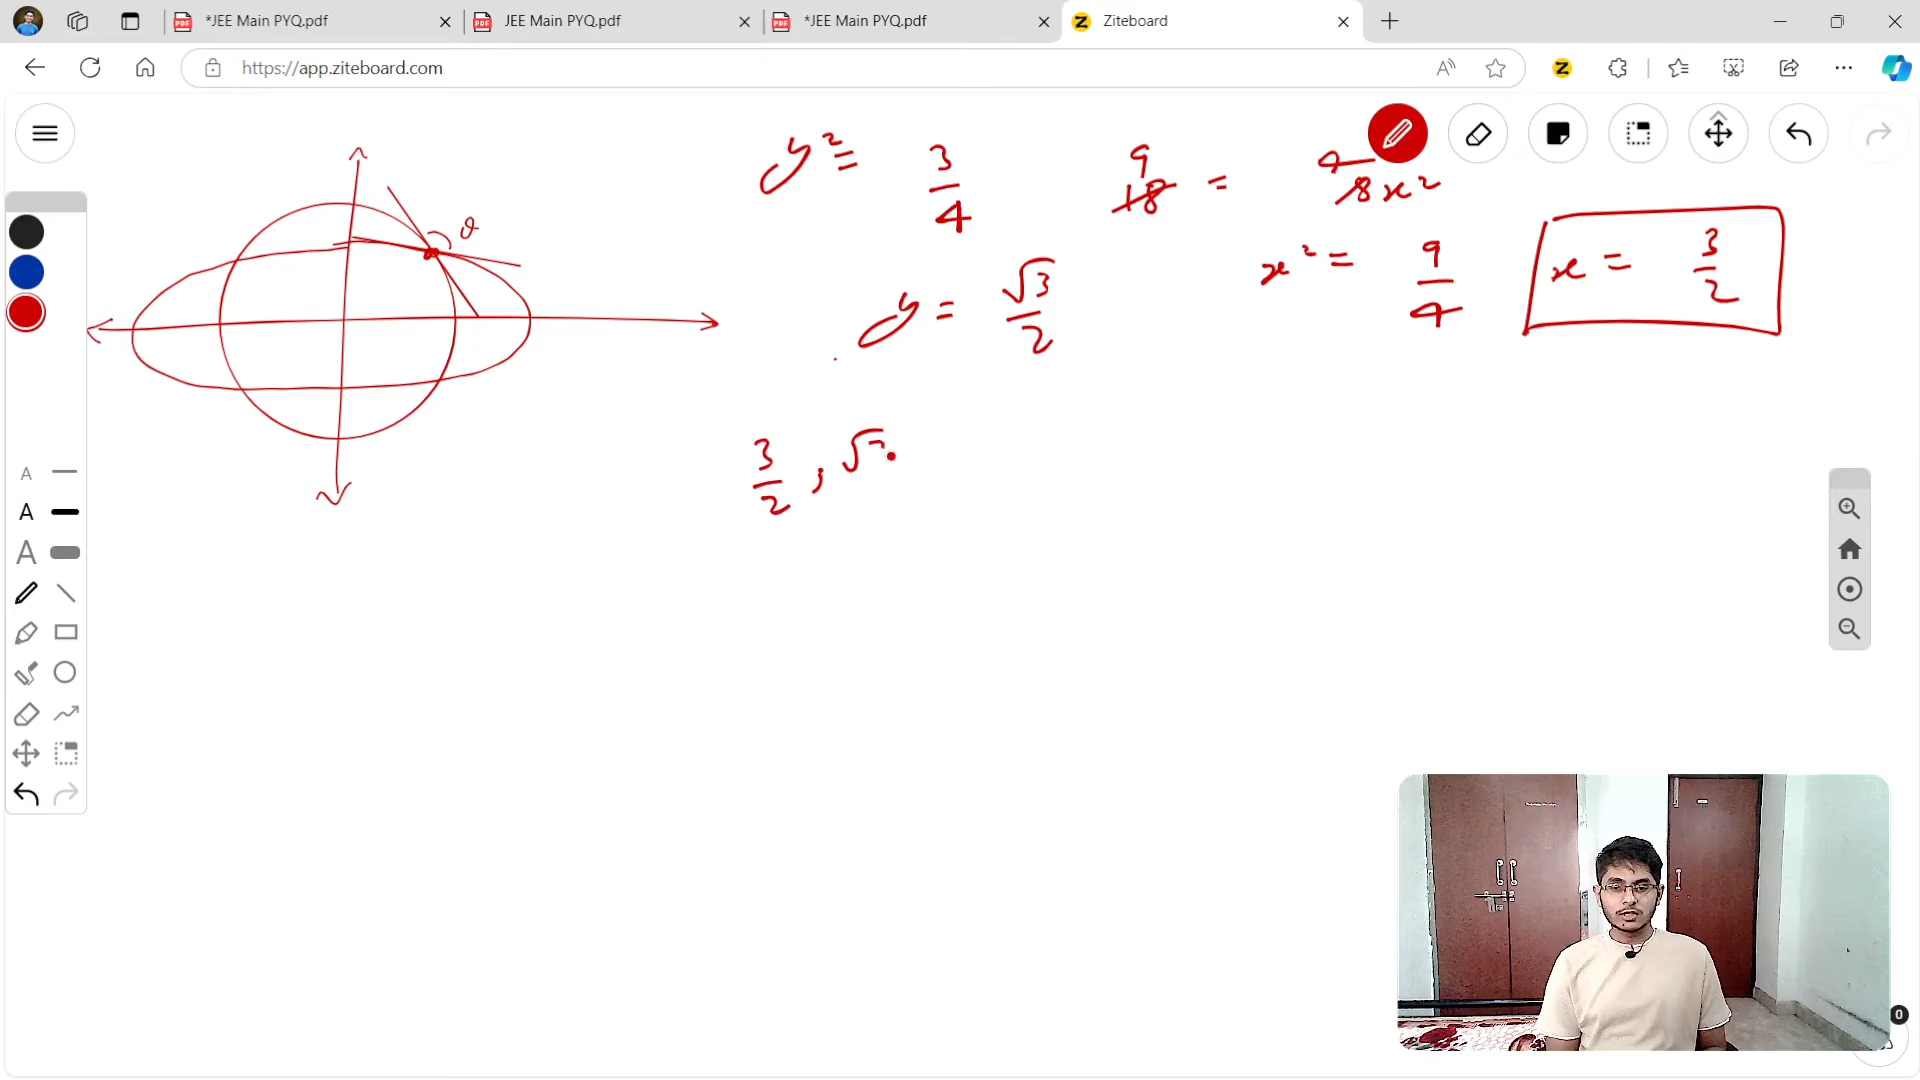 *JEE Main PYQ.pdf
JEE Main PYQ.pdf
*JEE Main PYQ.pdf
Ziteboard
https://app.ziteboard.com
y² = 3/4
9
18 = 8x²
x² = 9/4
x = 3/2
y = √3/2
θ
3/2 , √3
A
A
A
0